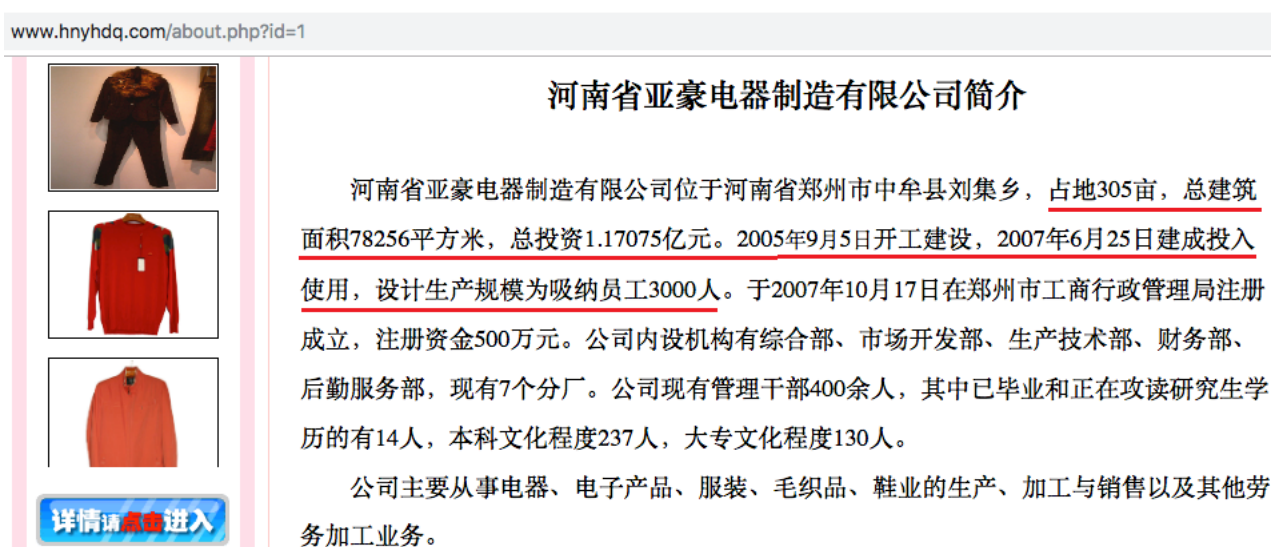 www.hnyhdq.com/about.php?id=1
河南省亚豪电器制造有限公司简介
河南省亚豪电器制造有限公司位于河南省郑州市中牟县刘集乡，占地305亩，总建筑
面积78256平方米，总投资1.17075亿元。2005年9月5日开工建设，2007年6月25日建成投入
使用，设计生产规模为吸纳员工3000人。于2007年10月17日在郑州市工商行政管理局注册
成立，注册资金500万元。公司内设机构有综合部、市场开发部、生产技术部、财务部、
后勤服务部，现有7个分厂。公司现有管理干部400余人，其中已毕业和正在攻读研究生学
历的有14人，本科文化程度237人，大专文化程度130人。
公司主要从事电器、电子产品、服装、毛织品、鞋业的生产、加工与销售以及其他劳
务加工业务。
详情请点击进入